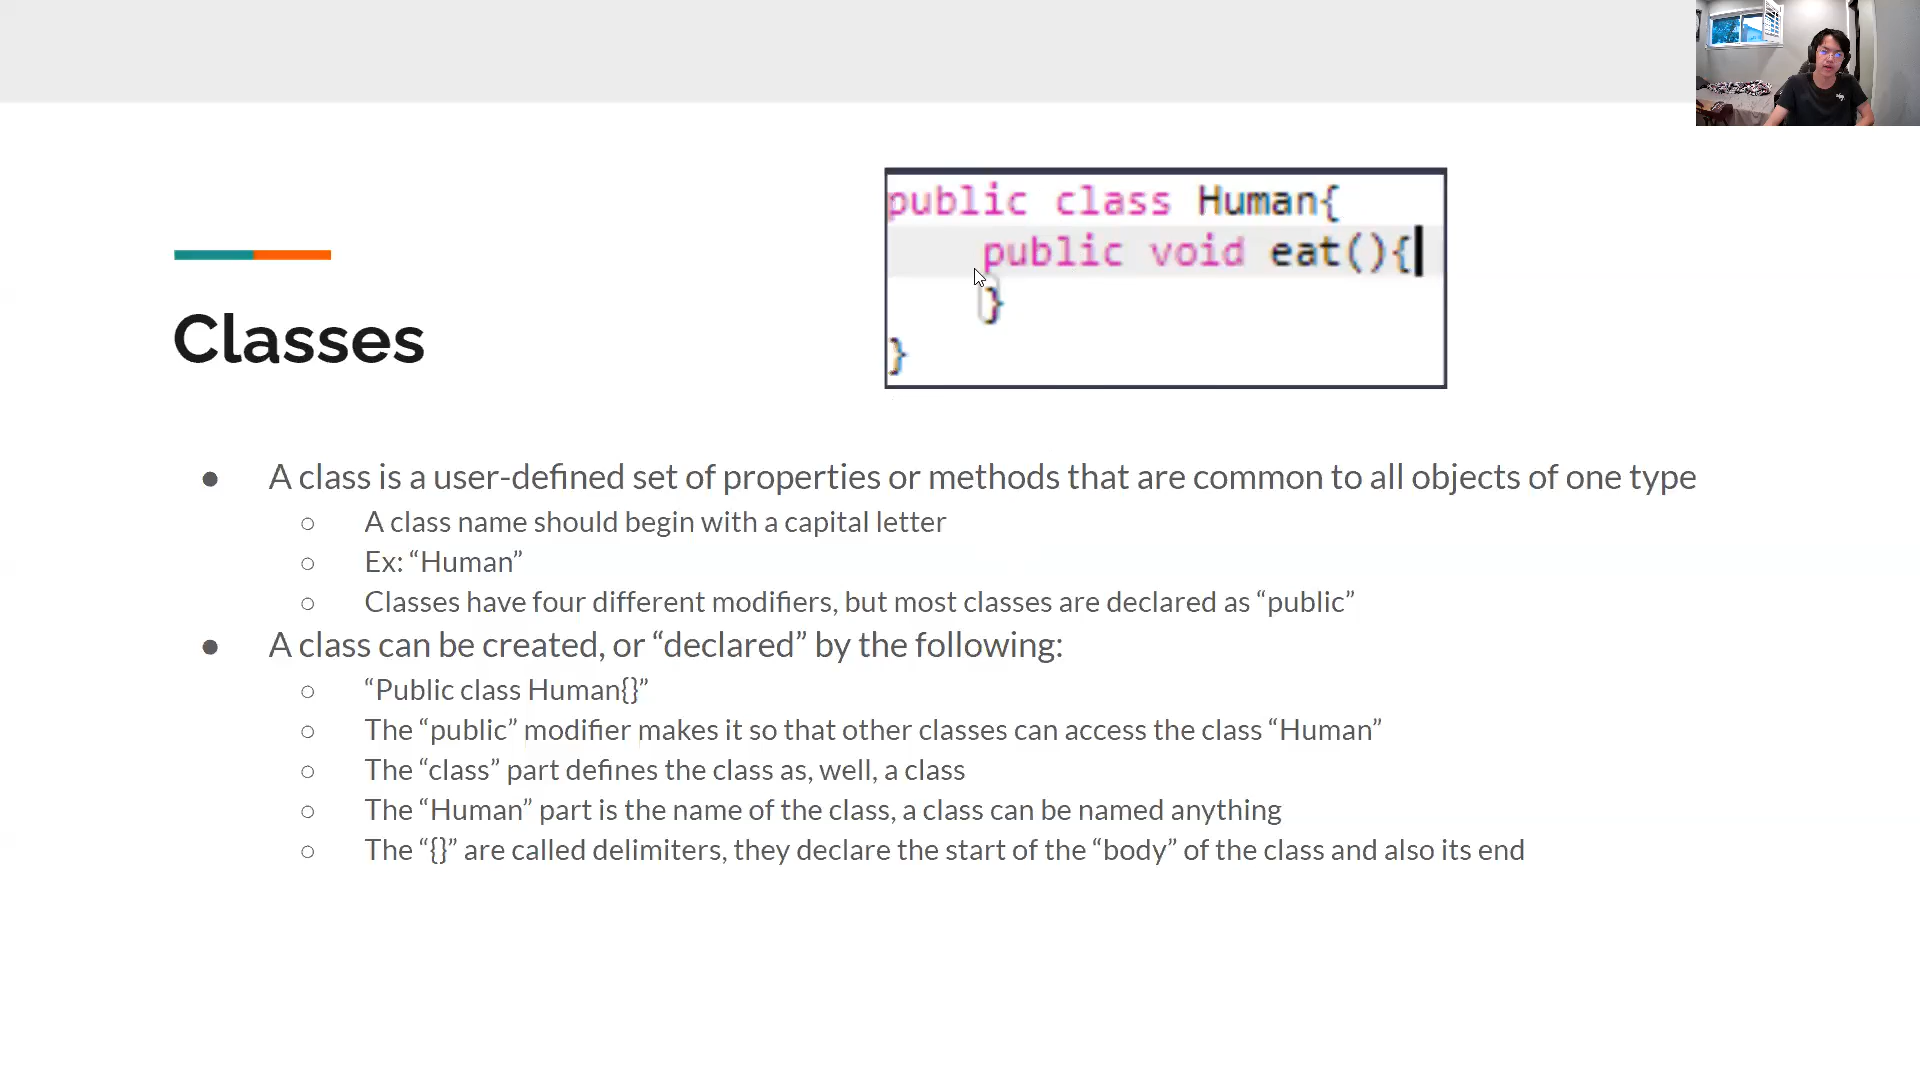 public class Human{
public void eat(){
}
}
Classes
● A class is a user-defined set of properties or methods that are common to all objects of one type
○ A class name should begin with a capital letter
○ Ex: “Human”
○ Classes have four different modifiers, but most classes are declared as “public”
● A class can be created, or “declared” by the following:
○ “Public class Human{}”
○ The “public” modifier makes it so that other classes can access the class “Human”
○ The “class” part defines the class as, well, a class
○ The “Human” part is the name of the class, a class can be named anything
○ The “{}” are called delimiters, they declare the start of the “body” of the class and also its end